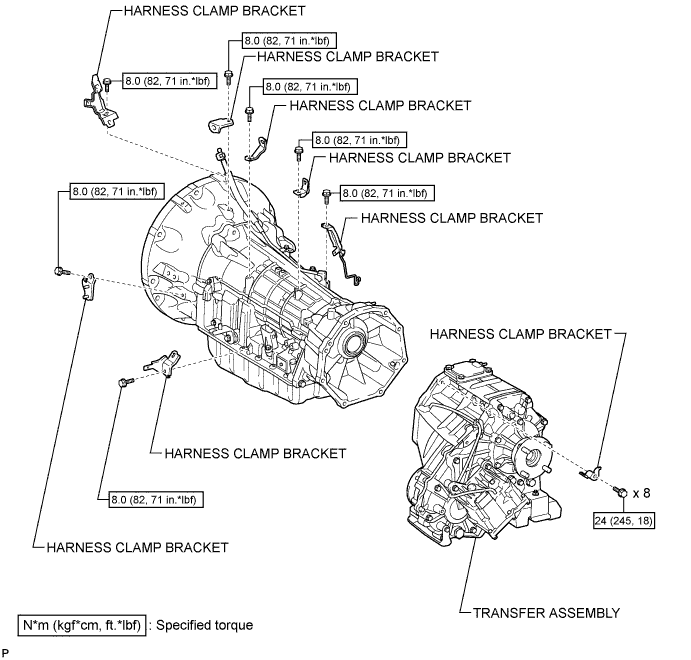 HARNESS CLAMP BRACKET
8.0 (82, 71 in.*lbf)
HARNESS CLAMP BRACKET
8.0 (82, 71 in.*lbf)
8.0 (82, 71 in.*lbf)
HARNESS CLAMP BRACKET
8.0 (82, 71 in.*lbf)
HARNESS CLAMP BRACKET
8.0 (82, 71 in.*lbf)
8.0 (82, 71 in.*lbf)
HARNESS CLAMP BRACKET
HARNESS CLAMP BRACKET
HARNESS CLAMP BRACKET
x 8
8.0 (82, 71 in.*lbf)
24 (245, 18)
HARNESS CLAMP BRACKET
TRANSFER ASSEMBLY
N*m (kgf*cm, ft.*lbf) : Specified torque
P